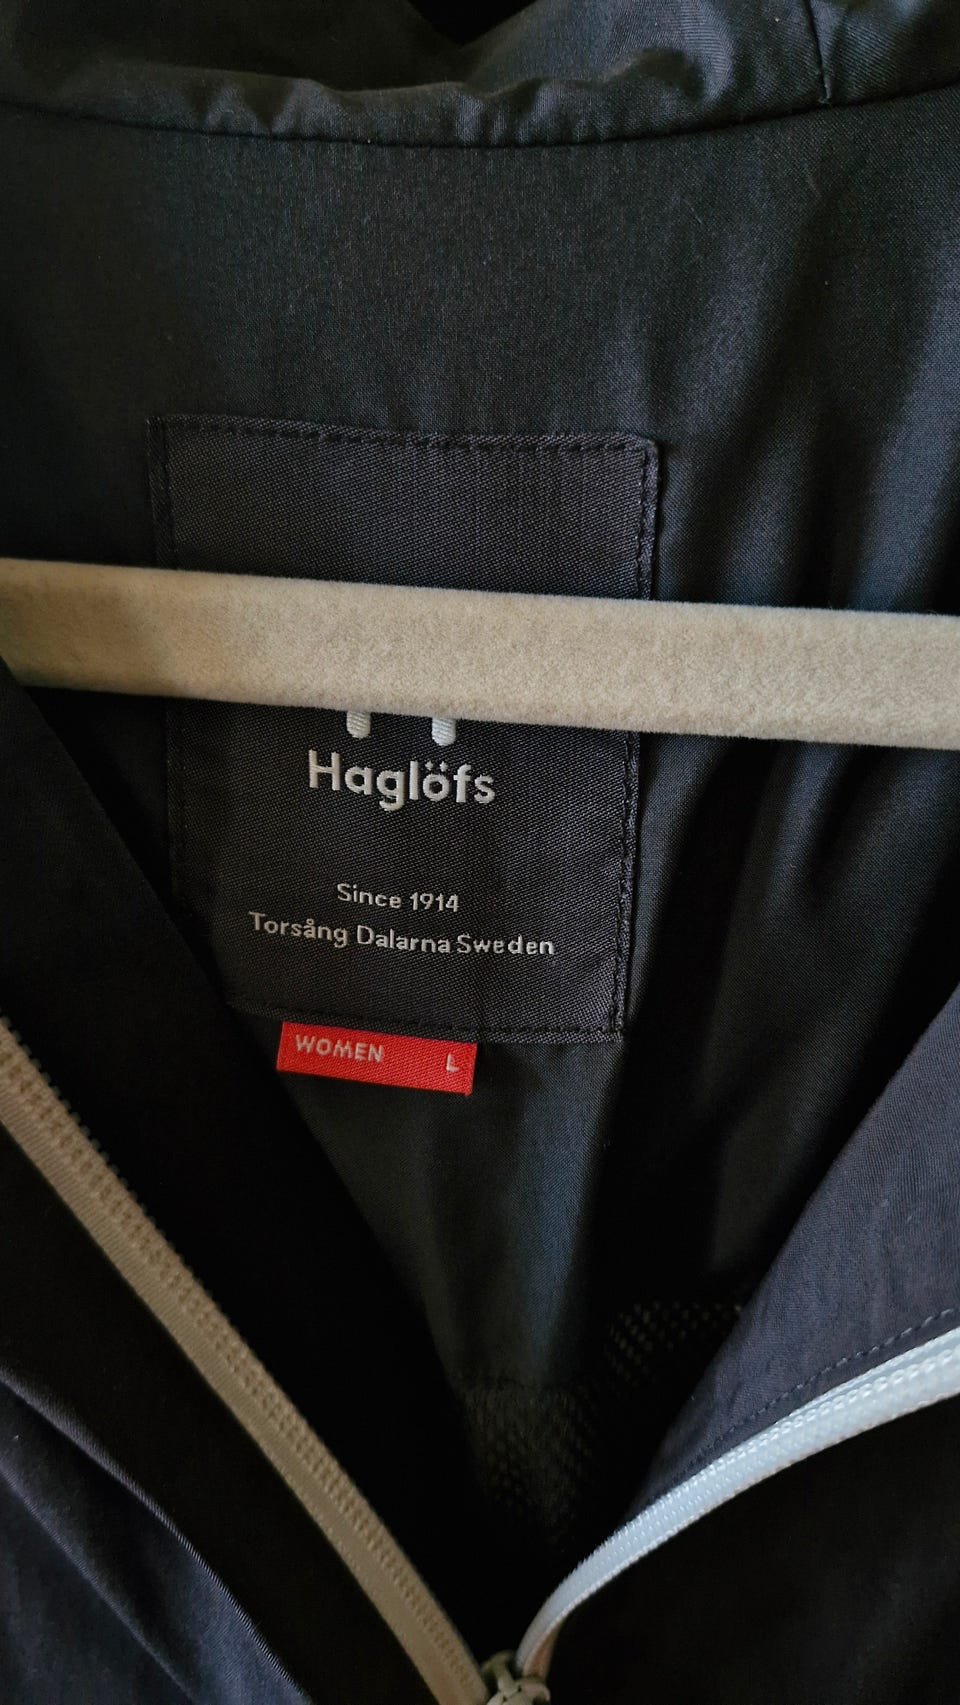 Haglöfs
Since 1914
Torsång Dalarna Sweden
WOMEN L